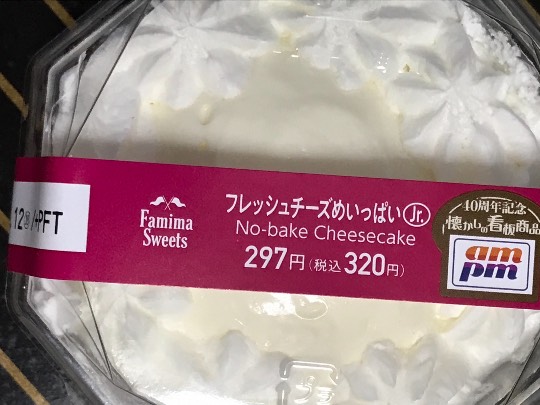 Famima
Sweets
フレッシュチーズめいっぱい Jr.
No-bake Cheesecake
297円(税込320円)
40周年記念
懐かしの看板商品
am
pm